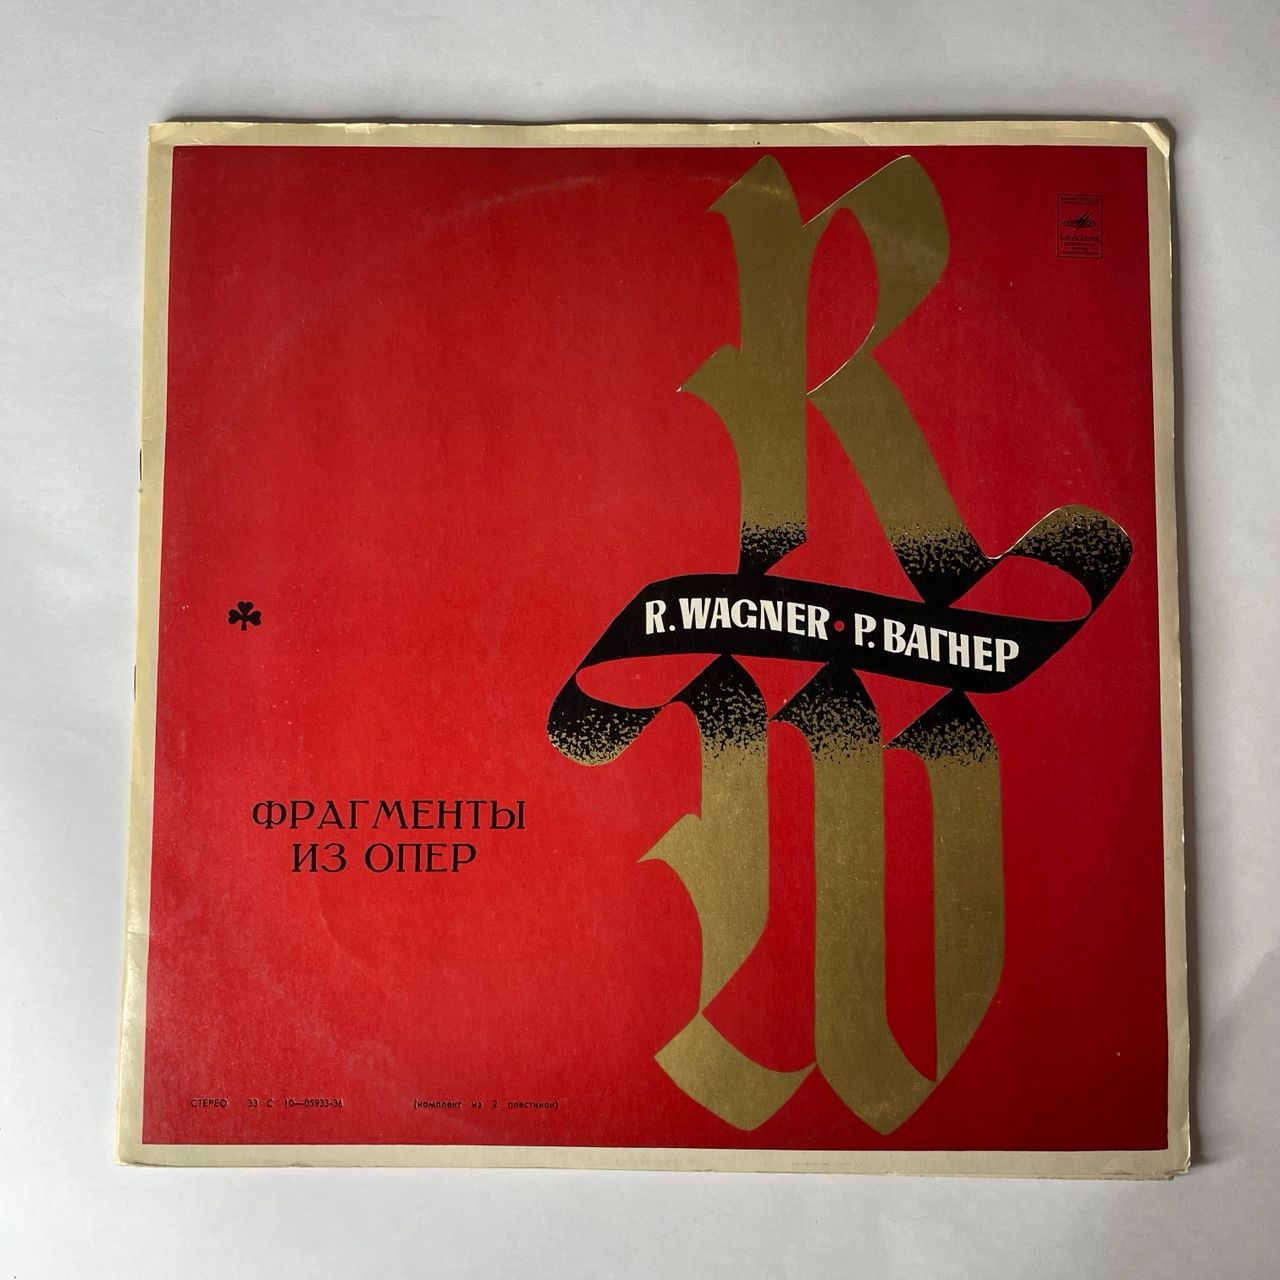 МЕЛОДИЯ
R. WAGNER • Р. ВАГНЕР
ФРАГМЕНТЫ
ИЗ ОПЕР
СТЕРЕО 33 С 10—05933-36 (комплект из 2 пластинок)